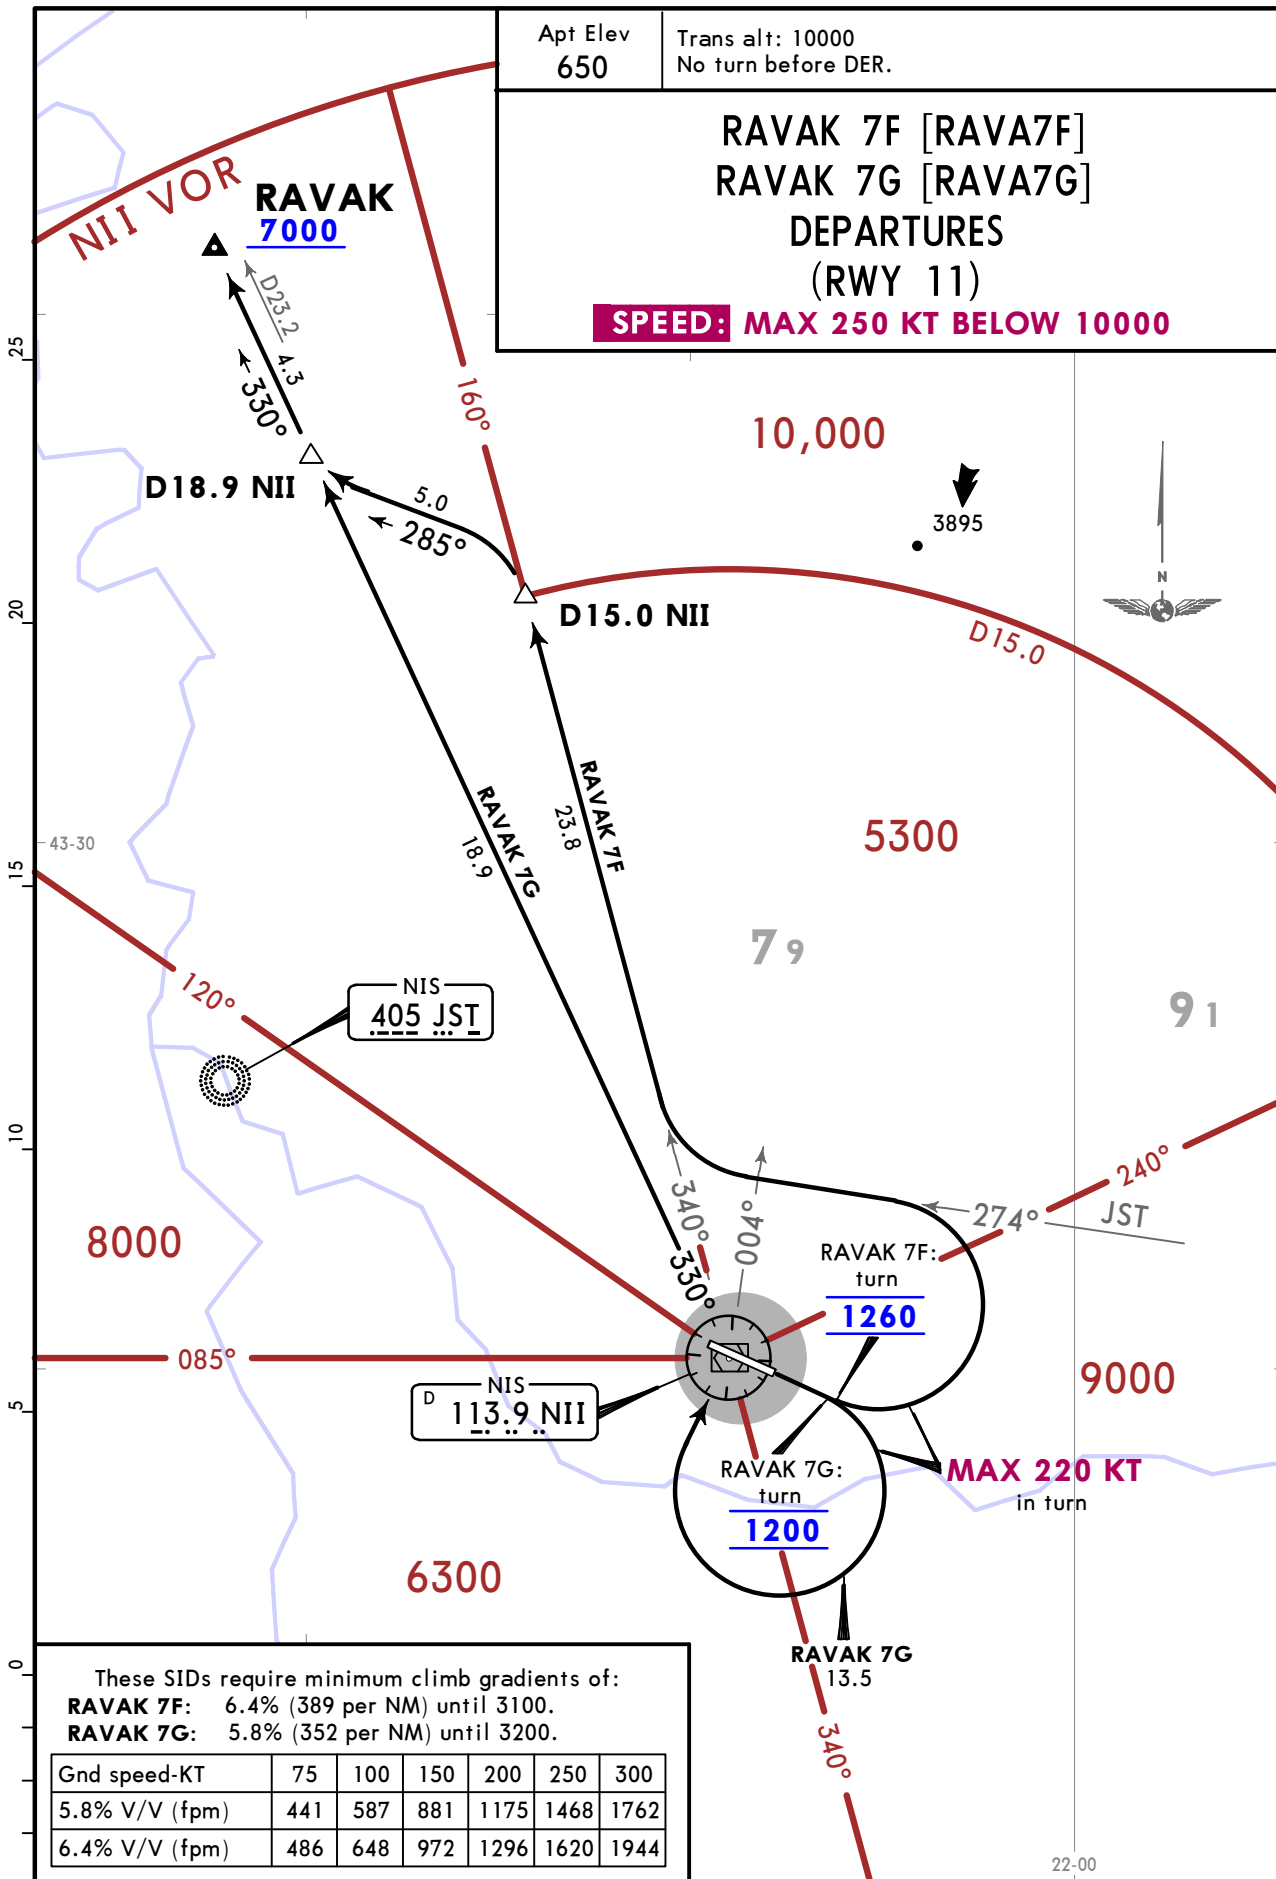 Apt Elev
650
Trans alt: 10000
No turn before DER.
RAVAK 7F [RAVA7F]
RAVAK 7G [RAVA7G]
DEPARTURES
(RWY 11)
SPEED: MAX 250 KT BELOW 10000
NII VOR
RAVAK
7000
D23.2
4.3
330°
160°
10,000
25
D18.9 NII
5.0
285°
3895
N
20
D15.0 NII
D15.0
RAVAK 7F
23.8
RAVAK 7G
18.9
5300
43-30
15
79
91
120°
NIS
405 JST
10
340°
004°
240°
274°
JST
8000
330°
RAVAK 7F:
turn
1260
085°
9000
NIS
D 113.9 NII
5
RAVAK 7G:
turn
1200
MAX 220 KT
in turn
6300
RAVAK 7G
13.5
340°
0
These SIDs require minimum climb gradients of:
RAVAK 7F: 6.4% (389 per NM) until 3100.
RAVAK 7G: 5.8% (352 per NM) until 3200.
Gnd speed-KT 75 100 150 200 250 300
5.8% V/V (fpm) 441 587 881 1175 1468 1762
6.4% V/V (fpm) 486 648 972 1296 1620 1944
22-00